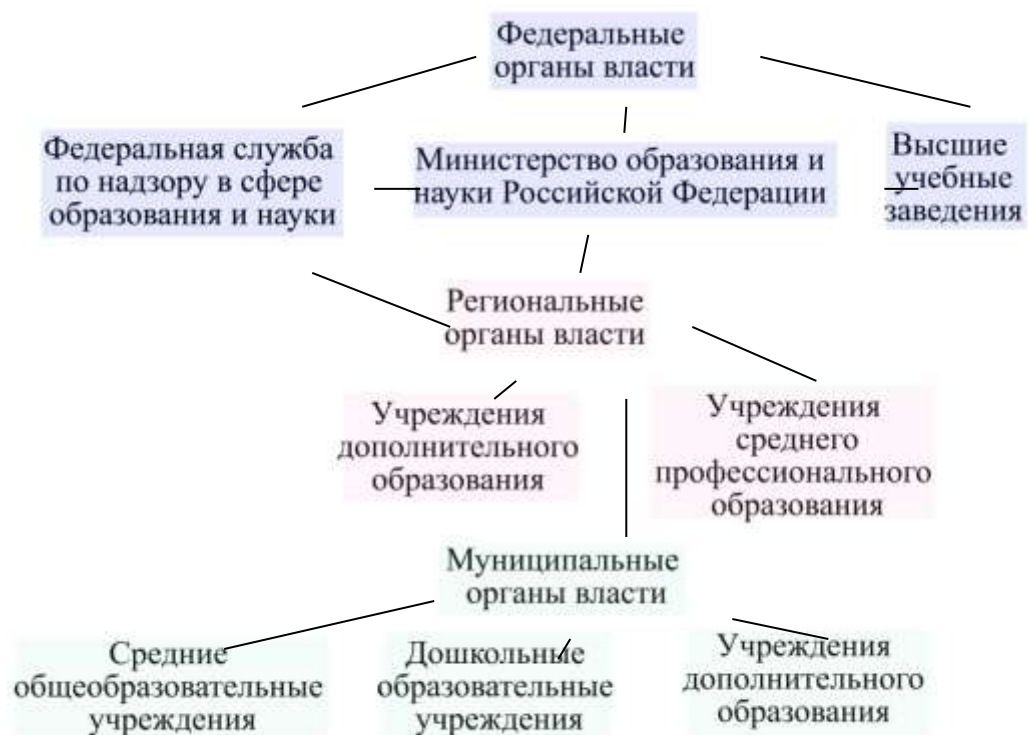 Федеральные
органы власти
Федеральная служба
по надзору в сфере
образования и науки
Министерство образования и
науки Российской Федерации
Высшие
учебные
заведения
Региональные
органы власти
Учреждения
дополнительного
образования
Учреждения
среднего
профессионального
образования
Муниципальные
органы власти
Средние
общеобразовательные
учреждения
Дошкольные
образовательные
учреждения
Учреждения
дополнительного
образования